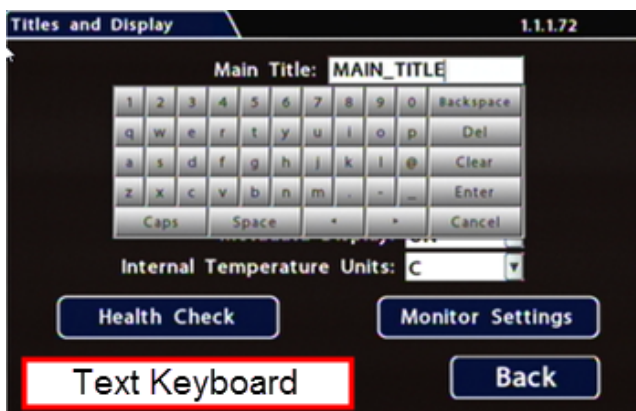 Titles and Display 1.1.1.72
Main Title: MAIN_TITLE
1 2 3 4 5 6 7 8 9 0 Backspace
q w e r t y u i o p Del
a s d f g h j k l @ Clear
z x c v b n m . - _ Enter
Caps Space Cancel
Internal Temperature Units: C
Health Check Monitor Settings
Text Keyboard Back